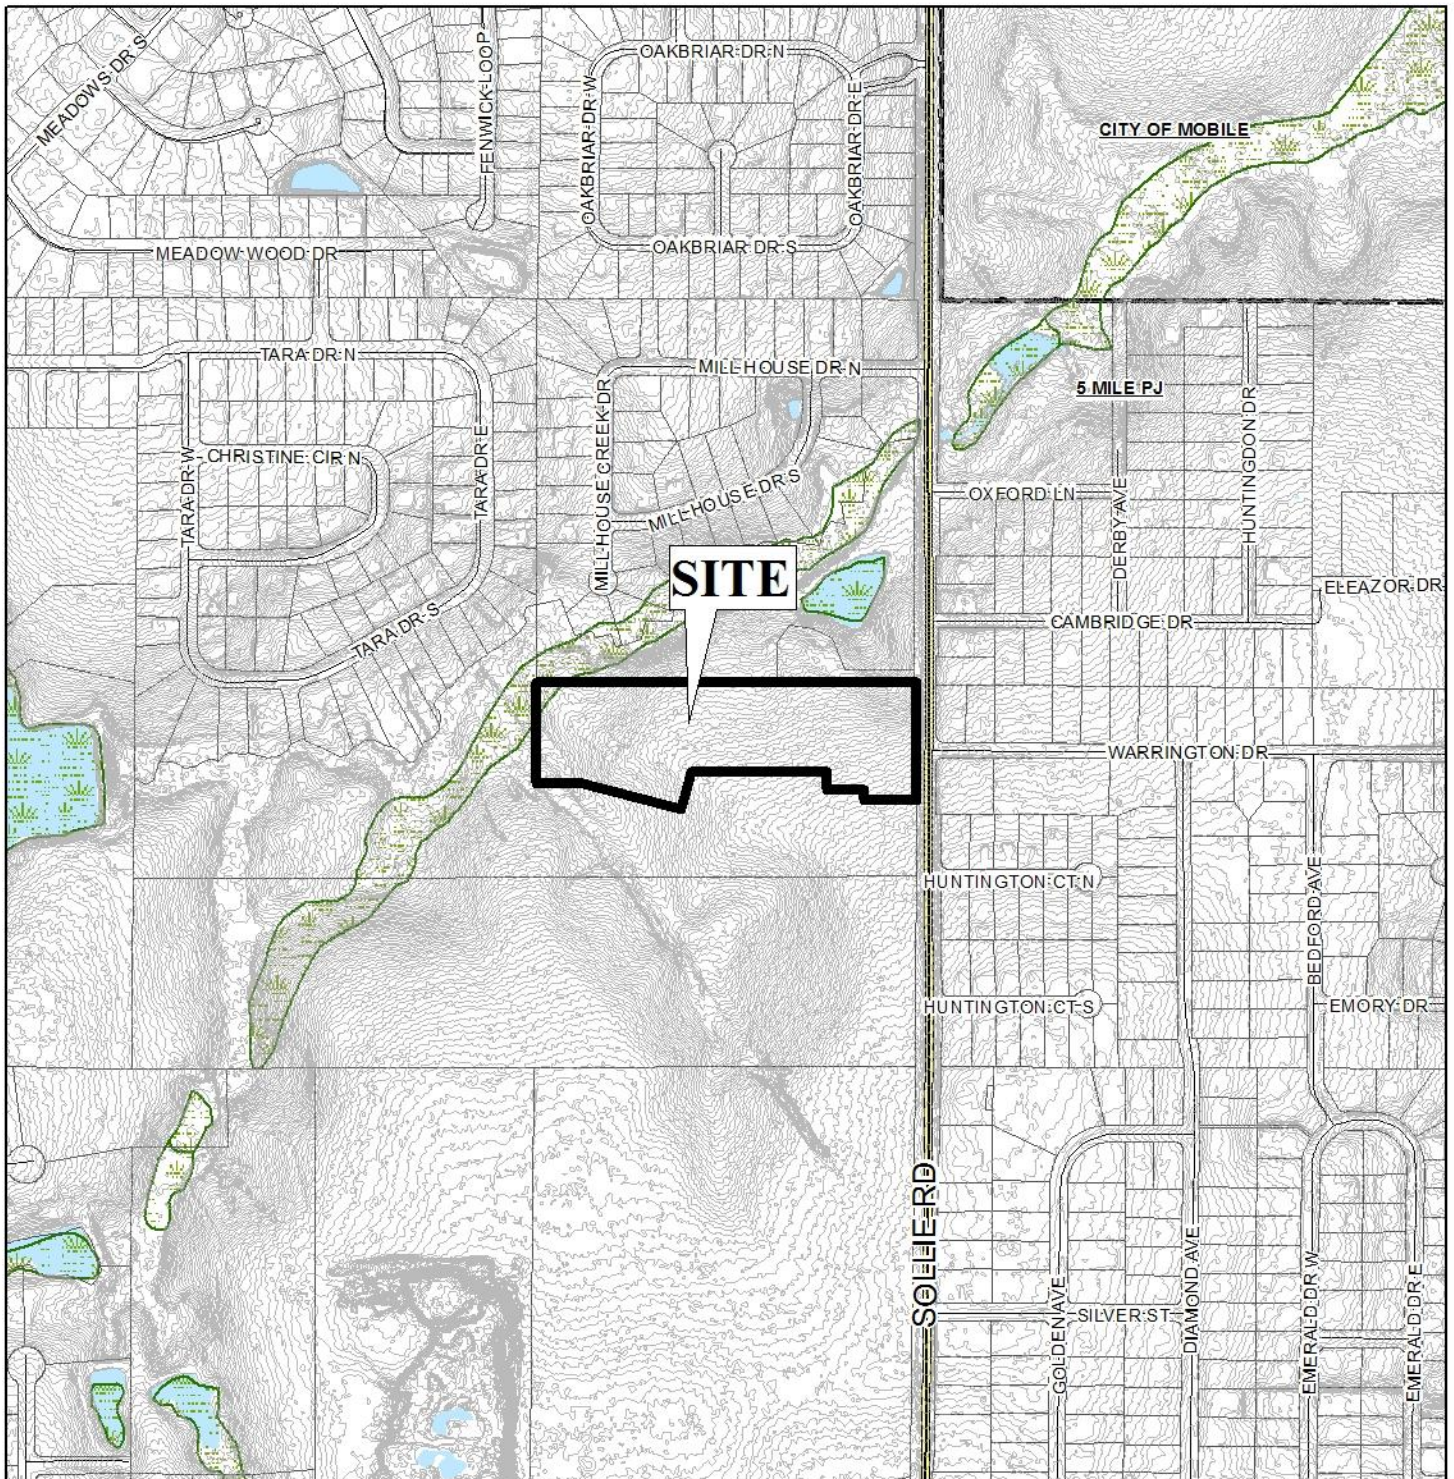 MEADOWS DR S
FENWICK LOOP
OAKBRIAR DR N
OAKBRIAR DR W
OAKBRIAR DR E
CITY OF MOBILE
MEADOW WOOD DR
OAKBRIAR DR S
TARA DR N
MILL HOUSE DR N
5 MILE PJ
MILL HOUSE CREEK DR
HUNTINGDON DR
TARA DR W
CHRISTINE CIR N
TARA DR E
MILL HOUSE DR S
OXFORD LN
DERBY AVE
SITE
ELEAZOR DR
TARA DR S
CAMBRIDGE DR
WARRINGTON DR
HUNTINGTON CT N
BEDFORD AVE
HUNTINGTON CT S
EMORY DR
SOLLIE RD
GOLDEN AVE
SILVER ST
DIAMOND AVE
EMERALD DR W
EMERALD DR E